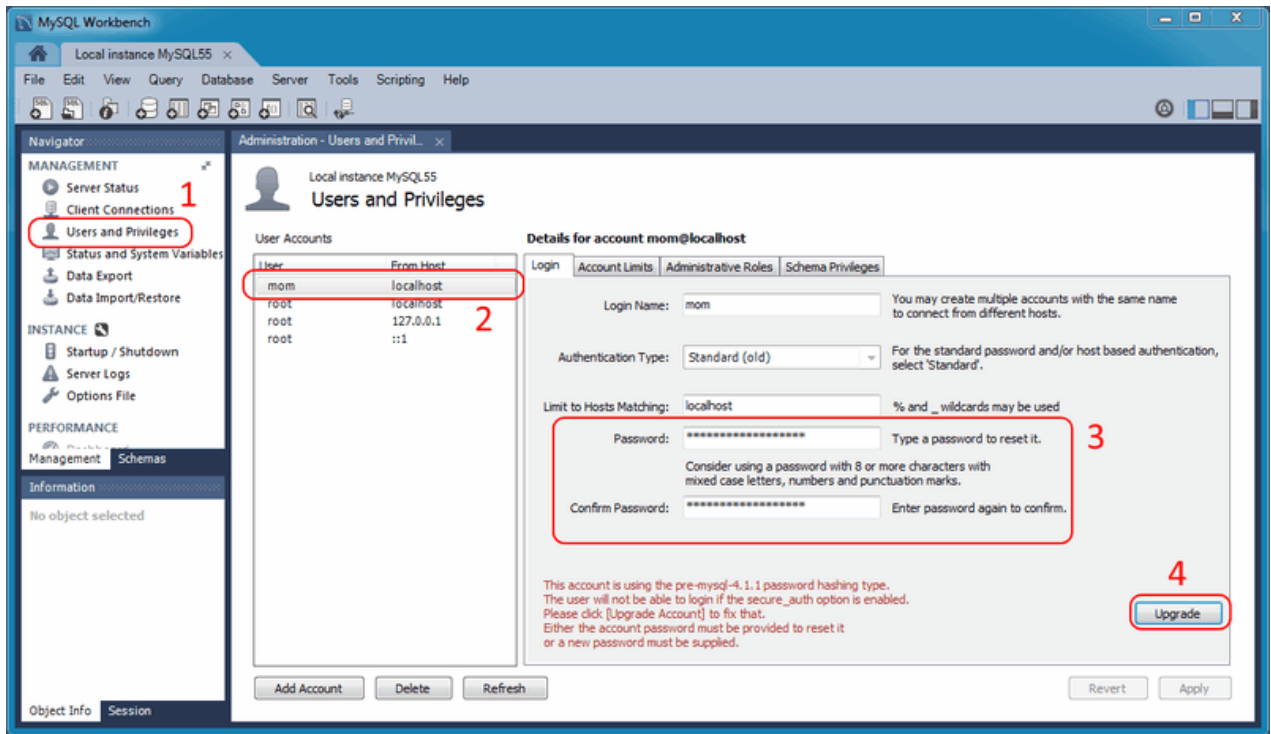 MySQL Workbench
Local instance MySQL55
File Edit View Query Database Server Tools Scripting Help
Navigator
MANAGEMENT
Server Status
1
Client Connections
Users and Privileges
Status and System Variables
Data Export
Data Import/Restore
INSTANCE
Startup / Shutdown
Server Logs
Options File
PERFORMANCE
Dashboard
Management Schemas
Information
No object selected
Object Info Session
Administration - Users and Privil...
Local instance MySQL55
Users and Privileges
User Accounts
User From Host
mom localhost
root localhost
2
root 127.0.0.1
root ::1
Add Account Delete Refresh
Details for account mom@localhost
Login Account Limits Administrative Roles Schema Privileges
Login Name: mom
You may create multiple accounts with the same name
to connect from different hosts.
Authentication Type: Standard (old)
For the standard password and/or host based authentication,
select 'Standard'.
Limit to Hosts Matching: localhost % and _ wildcards may be used
3
Password: ******************* Type a password to reset it.
Consider using a password with 8 or more characters with
mixed case letters, numbers and punctuation marks.
Confirm Password: ******************* Enter password again to confirm.
This account is using the pre-mysql-4.1.1 password hashing type.
The user will not be able to login if the secure_auth option is enabled.
Please click [Upgrade Account] to fix that.
Either the account password must be provided to reset it
or a new password must be supplied.
4
Upgrade
Revert Apply